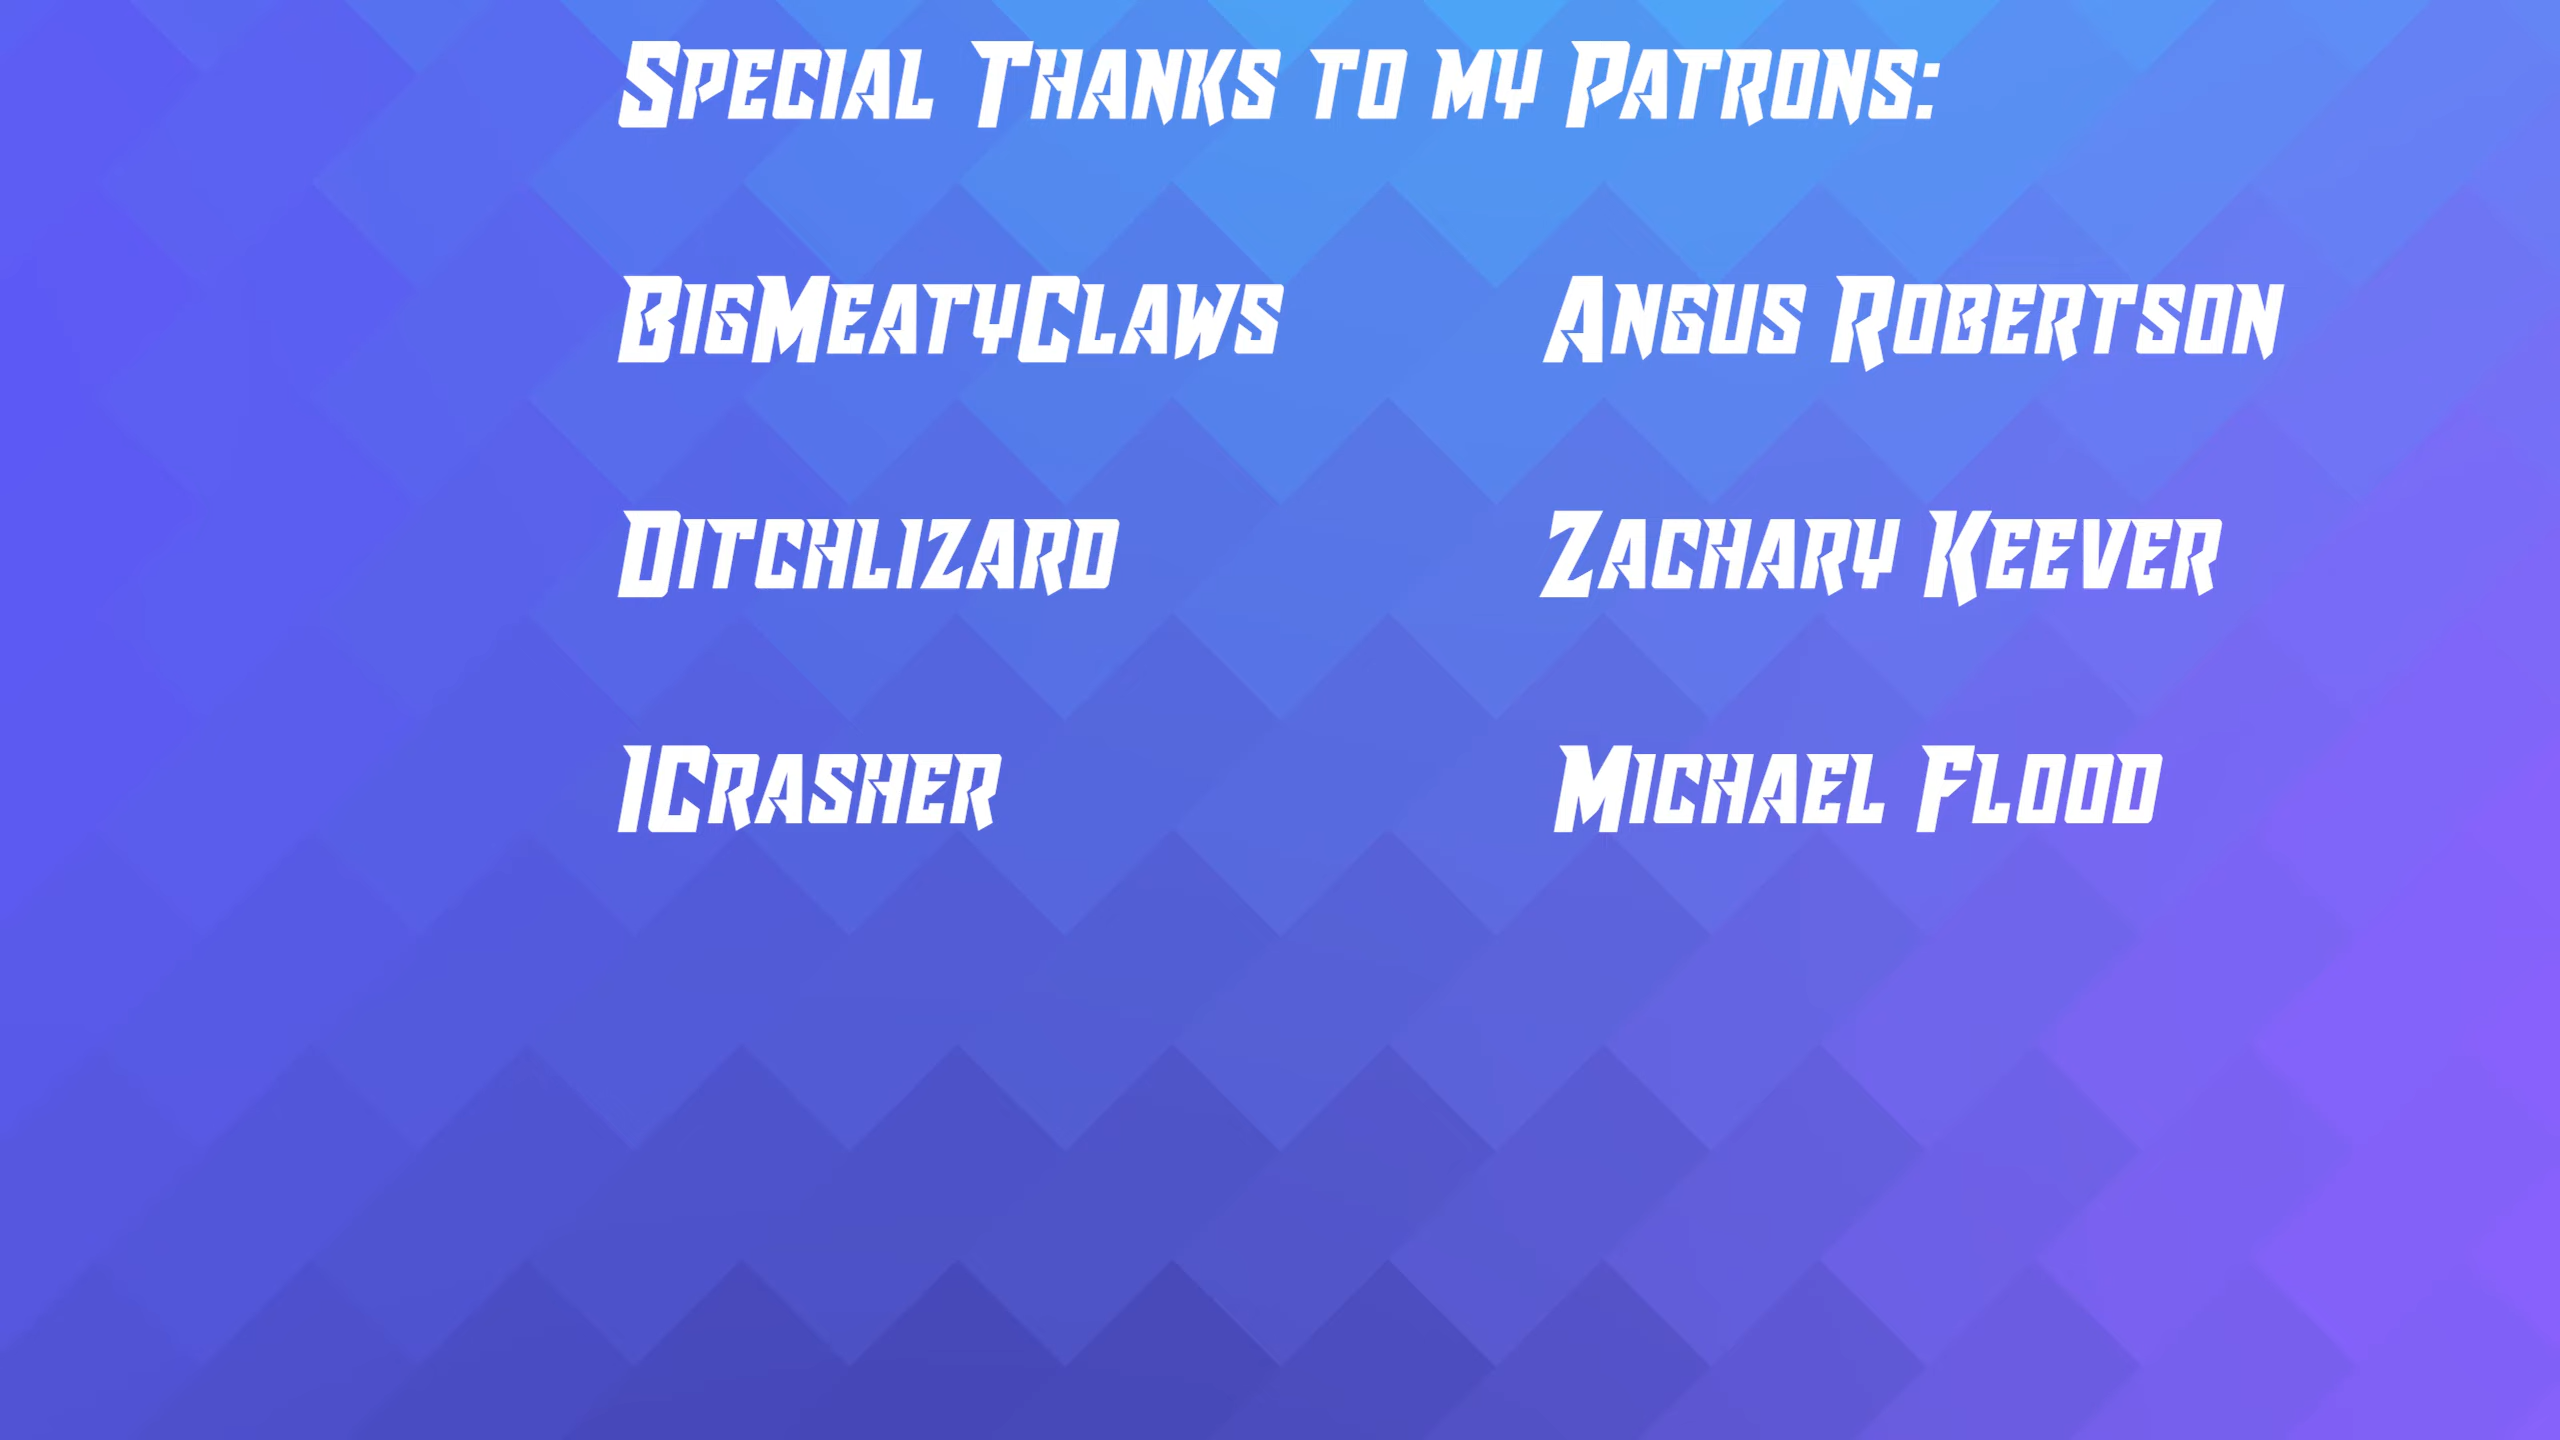 Special Thanks to my Patrons:
BigMeatyClaws Angus Robertson
Ditchlizard Zachary Keever
ICrasher Michael Flood